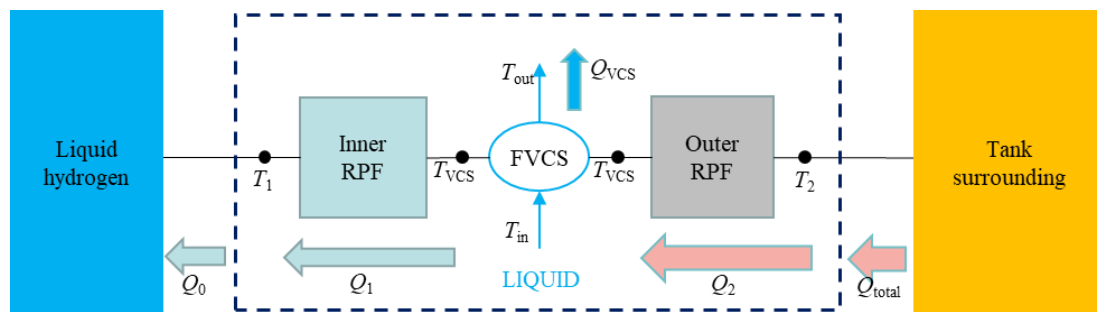 Liquid
hydrogen
T1
Inner
RPF
TVCS
Tout
QVCS
FVCS
Tin
LIQUID
TVCS
Outer
RPF
T2
Tank
surrounding
Q0
Q1
Q2
Qtotal